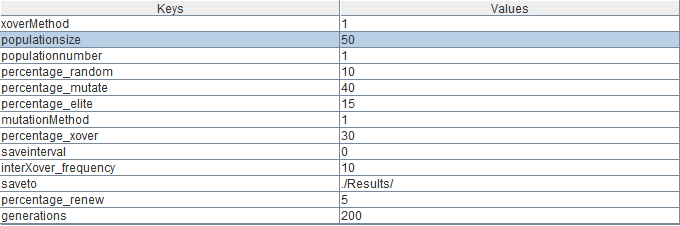 Keys Values
xoverMethod 1
populationsize 50
populationnumber 1
percentage_random 10
percentage_mutate 40
percentage_elite 15
mutationMethod 1
percentage_xover 30
saveinterval 0
interXover_frequency 10
saveto ./Results/
percentage_renew 5
generations 200